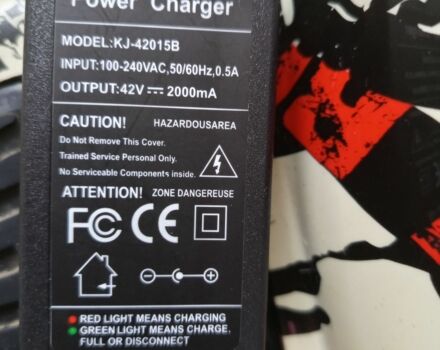 Power Charger
MODEL:KJ-42015B
INPUT:100-240VAC,50/60Hz,0.5A
OUTPUT:42V⎓2000mA
CAUTION! HAZARDOUSAREA
Do Not Remove This Cover.
Trained Service Personal Only.
No Serviceable Components insime.
ATTENTION! ZONE DANGEREUSE
FC CE
RED LIGHT MEANS CHARGING
GREEN LIGHT MEANS CHARGE.
FULL OR DISCONNECT